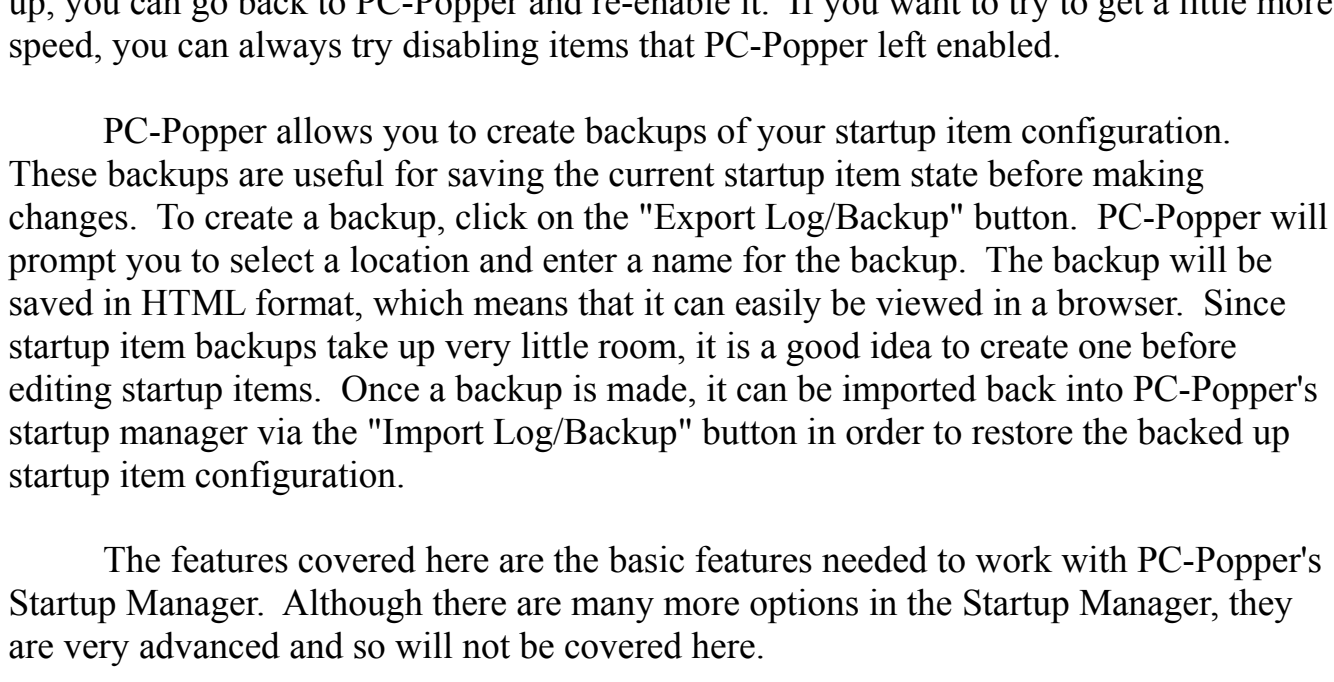 up, you can go back to PC-Popper and re-enable it.  If you want to try to get a little more
speed, you can always try disabling items that PC-Popper left enabled.
PC-Popper allows you to create backups of your startup item configuration.
These backups are useful for saving the current startup item state before making
changes.  To create a backup, click on the "Export Log/Backup" button.  PC-Popper will
prompt you to select a location and enter a name for the backup.  The backup will be
saved in HTML format, which means that it can easily be viewed in a browser.  Since
startup item backups take up very little room, it is a good idea to create one before
editing startup items.  Once a backup is made, it can be imported back into PC-Popper's
startup manager via the "Import Log/Backup" button in order to restore the backed up
startup item configuration.
The features covered here are the basic features needed to work with PC-Popper's
Startup Manager.  Although there are many more options in the Startup Manager, they
are very advanced and so will not be covered here.